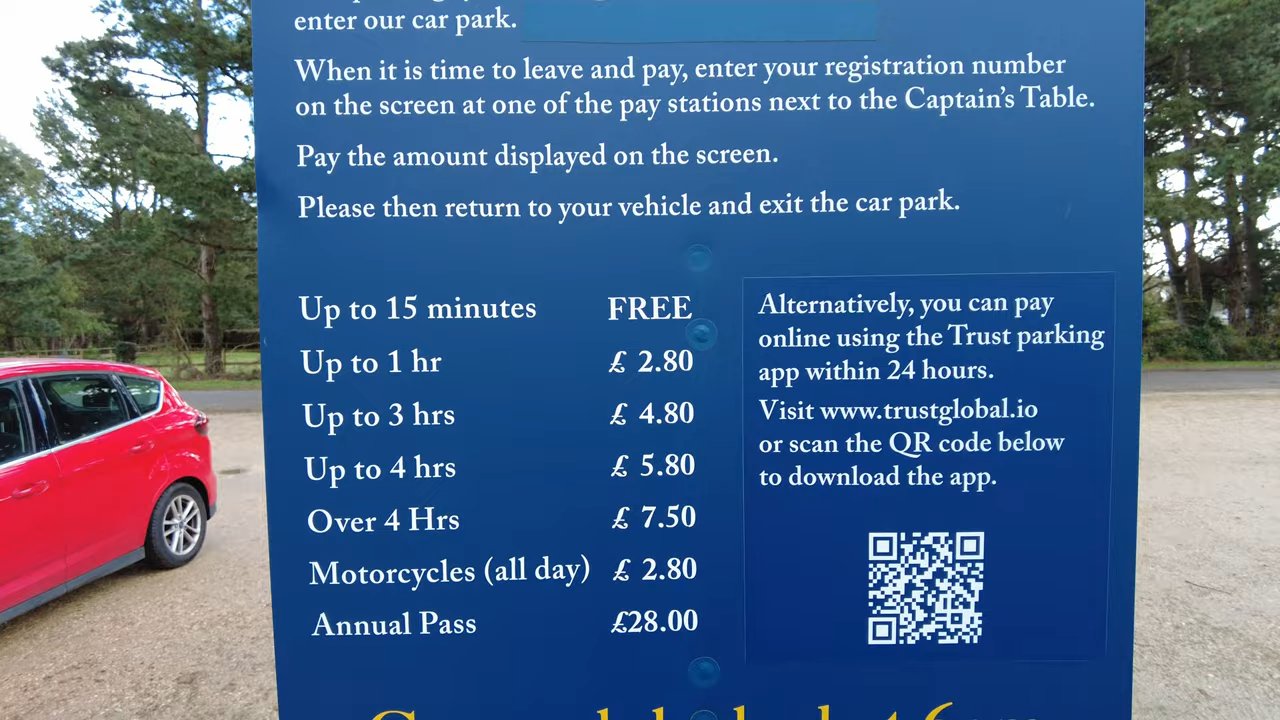 enter our car park.
When it is time to leave and pay, enter your registration number
on the screen at one of the pay stations next to the Captain's Table.
Pay the amount displayed on the screen.
Please then return to your vehicle and exit the car park.
Up to 15 minutes FREE
Up to 1 hr £ 2.80
Up to 3 hrs £ 4.80
Up to 4 hrs £ 5.80
Over 4 Hrs £ 7.50
Motorcycles (all day) £ 2.80
Annual Pass £28.00
Alternatively, you can pay
online using the Trust parking
app within 24 hours.
Visit www.trustglobal.io
or scan the QR code below
to download the app.